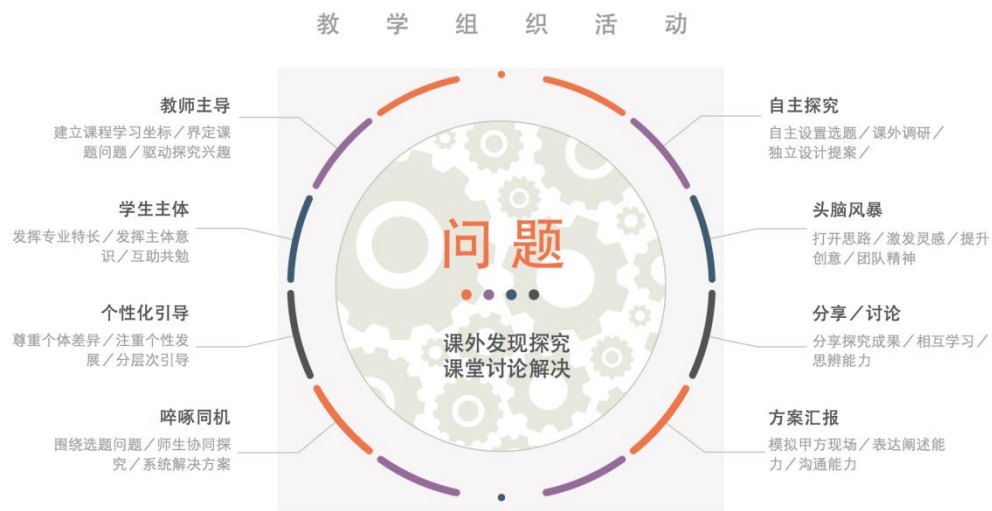 教学组织活动
教师主导
建立课程学习坐标／界定课
题问题／驱动探究兴趣
学生主体
发挥专业特长／发挥主体意
识／互助共勉
个性化引导
尊重个体差异／注重个性发
展／分层次引导
啐啄同机
围绕选题问题／师生协同探
究／系统解决方案
问题
课外发现探究
课堂讨论解决
自主探究
自主设置选题／课外调研／
独立设计提案／
头脑风暴
打开思路／激发灵感／提升
创意／团队精神
分享／讨论
分享探究成果／相互学习／
思辨能力
方案汇报
模拟甲方现场／表达阐述能
力／沟通能力